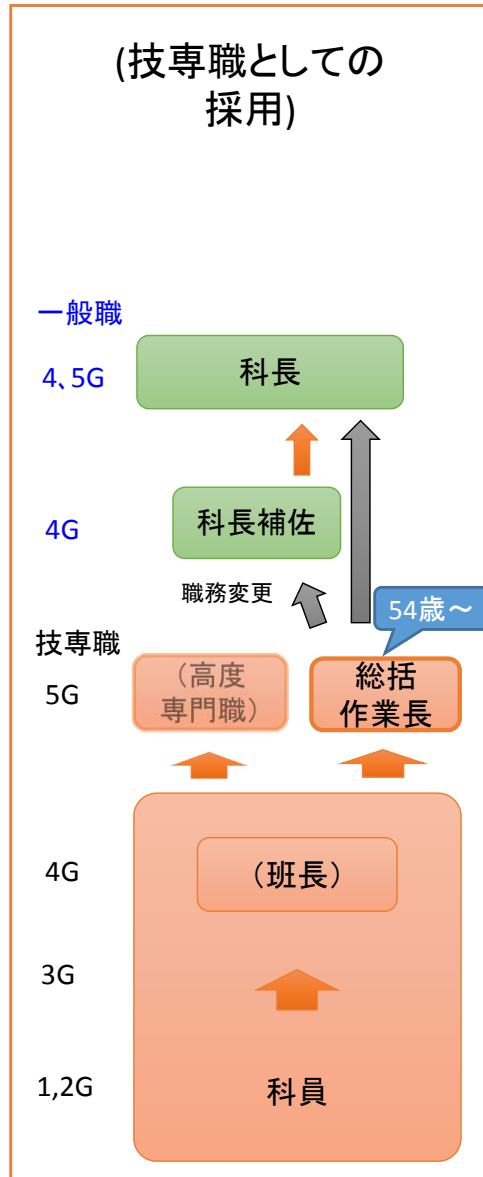 (技専職としての
採用)
一般職
4、5G
科長
4G
科長補佐
職務変更
54歳～
技専職
5G
（高度
専門職）
総括
作業長
4G
（班長）
3G
1,2G
科員